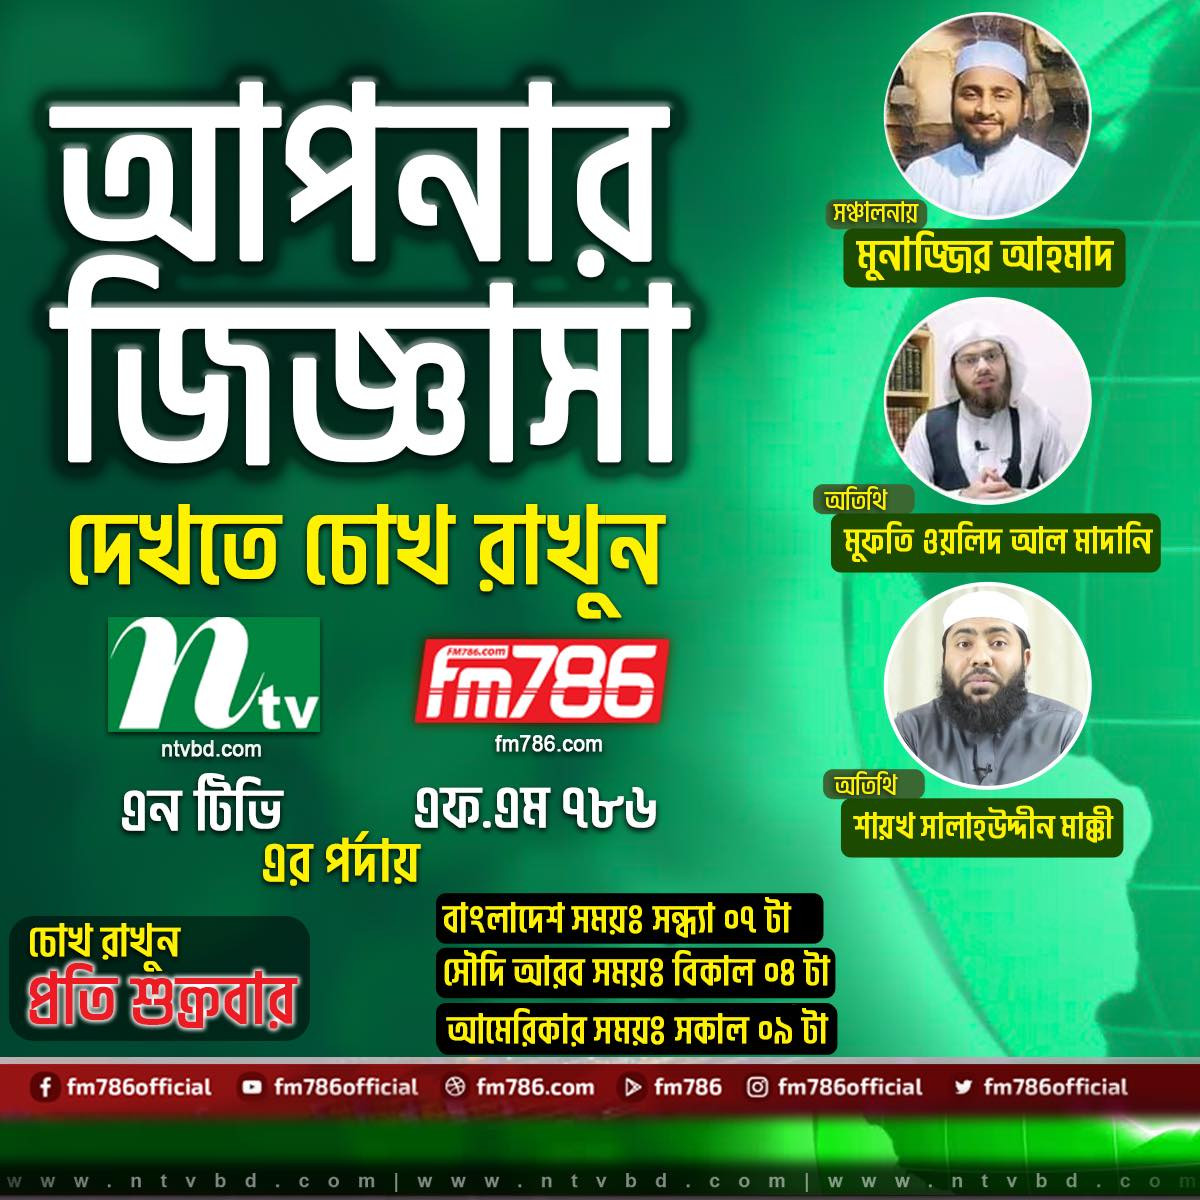 আপনার
জিজ্ঞাসা
দেখতে চোখ রাখুন
ntv
ntvbd.com
এন টিভি
FM786.com
fm786
fm786.com
এফ.এম ৭৮৬
এর পর্দায়
সঞ্চালনায়
মুনাজ্জির আহমাদ
অতিথি
মুফতি ওয়লিদ আল মাদানি
অতিথি
শায়খ সালাহউদ্দীন মাক্কী
চোখ রাখুন
প্রতি শুক্রবার
বাংলাদেশ সময়ঃ সন্ধ্যা ০৭ টা
সৌদি আরব সময়ঃ বিকাল ০৪ টা
আমেরিকার সময়ঃ সকাল ০৯ টা
fm786official fm786official fm786.com fm786 fm786official fm786official
www.ntvbd.com|www.ntvbd.com|www.ntvbd.com